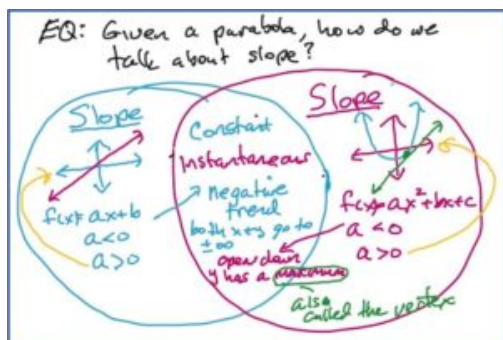 EQ: Given a parabola, how do we
talk about slope?
Slope
f(x)= ax+b
a<0
a>0
Constant
Instantaneous
negative
trend
both x+y go to
±∞
open down
y has a maximum
Slope
f(x)= ax²+bx+c
a<0
a>0
also
called the vertex